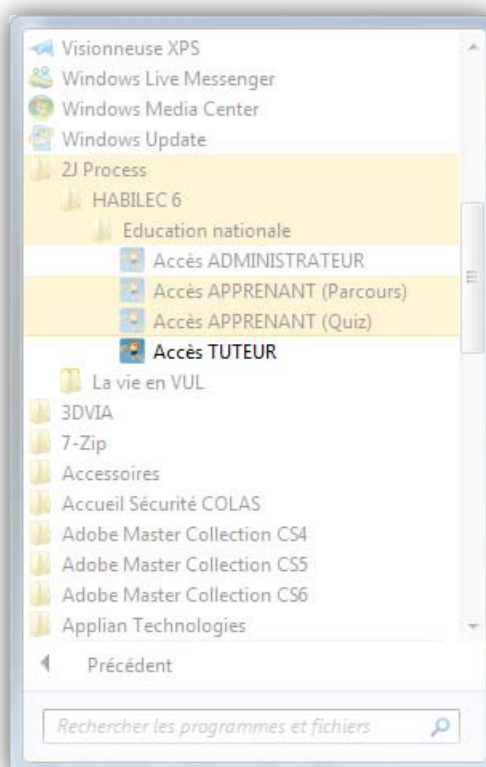 Visionneuse XPS
Windows Live Messenger
Windows Media Center
Windows Update
2J Process
HABILEC 6
Education nationale
Accès ADMINISTRATEUR
Accès APPRENANT (Parcours)
Accès APPRENANT (Quiz)
Accès TUTEUR
La vie en VUL
3DVIA
7-Zip
Accessoires
Accueil Sécurité COLAS
Adobe Master Collection CS4
Adobe Master Collection CS5
Adobe Master Collection CS6
Applian Technologies
Précédent
Rechercher les programmes et fichiers